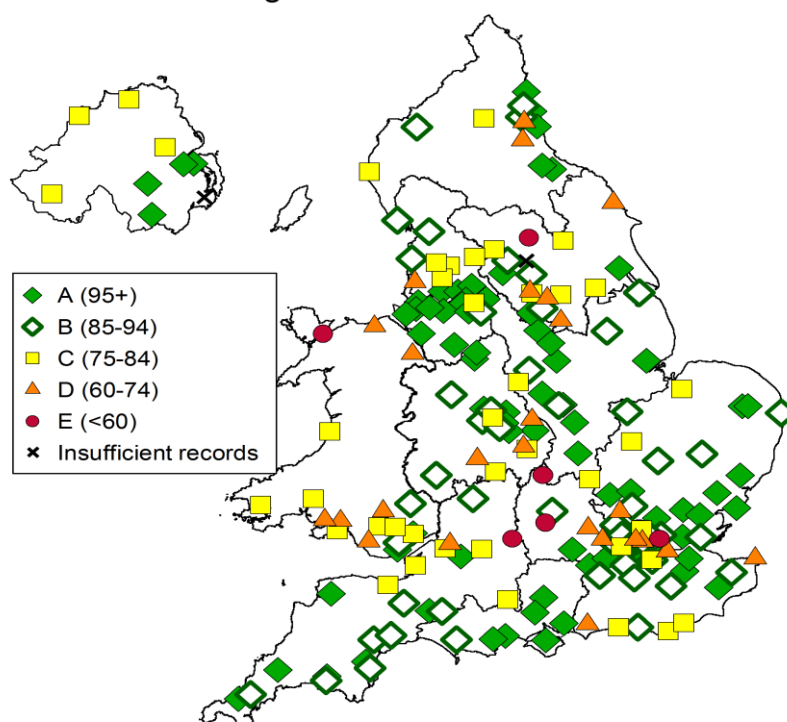 A (95+)
B (85-94)
C (75-84)
D (60-74)
E (<60)
Insufficient records